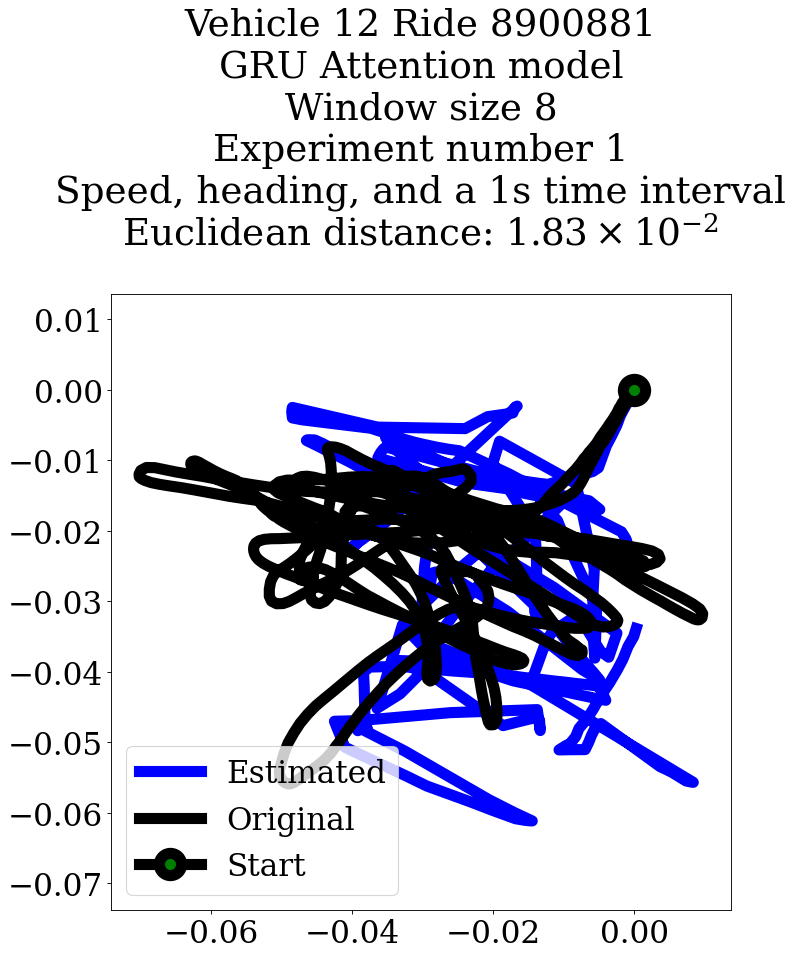 Vehicle 12 Ride 8900881
GRU Attention model
Window size 8
Experiment number 1
Speed, heading, and a 1s time interval
Euclidean distance: 1.83 × 10⁻²
0.01
0.00
−0.01
−0.02
−0.03
−0.04
−0.05
−0.06
−0.07
Estimated
Original
Start
−0.06 −0.04 −0.02 0.00